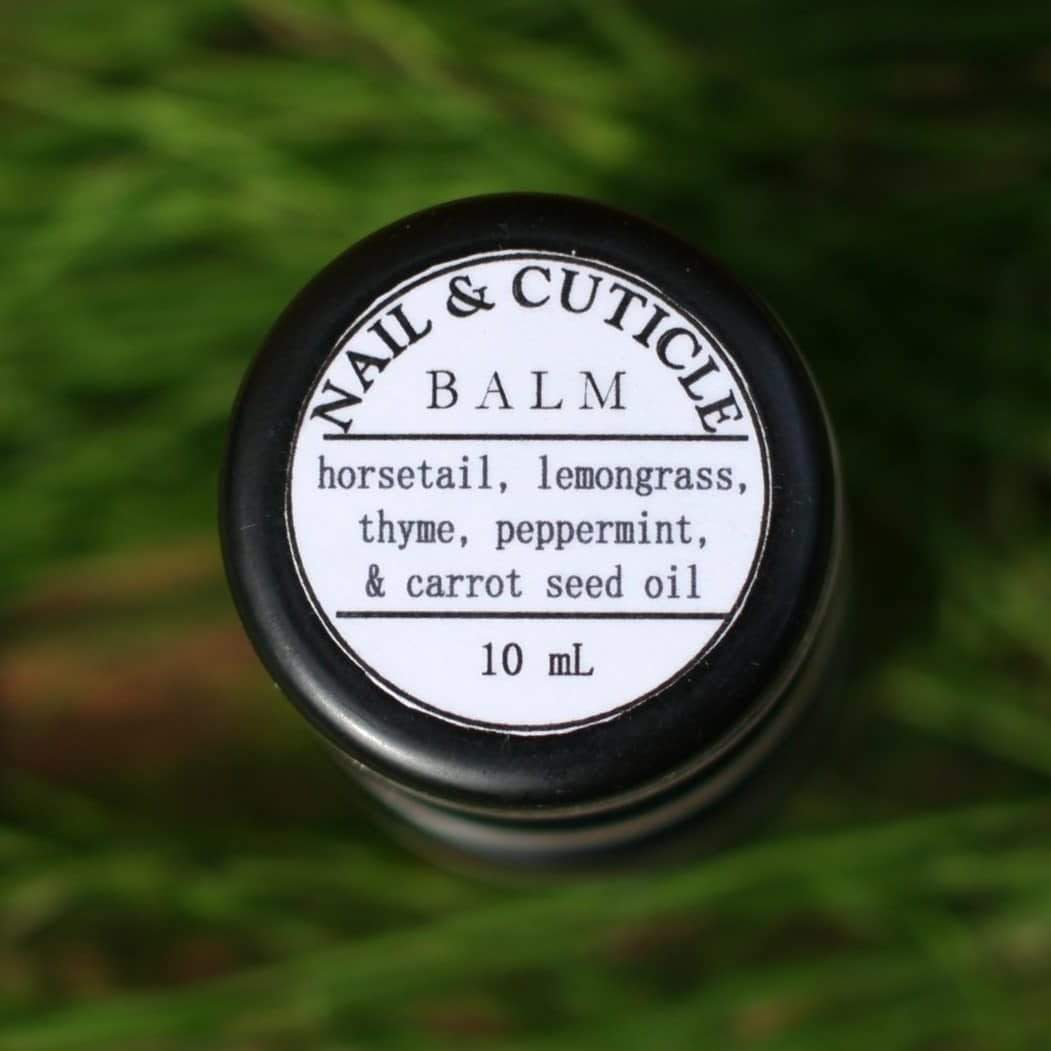 NAIL & CUTICLE
BALM
horsetail, lemongrass,
thyme, peppermint,
& carrot seed oil
10 mL